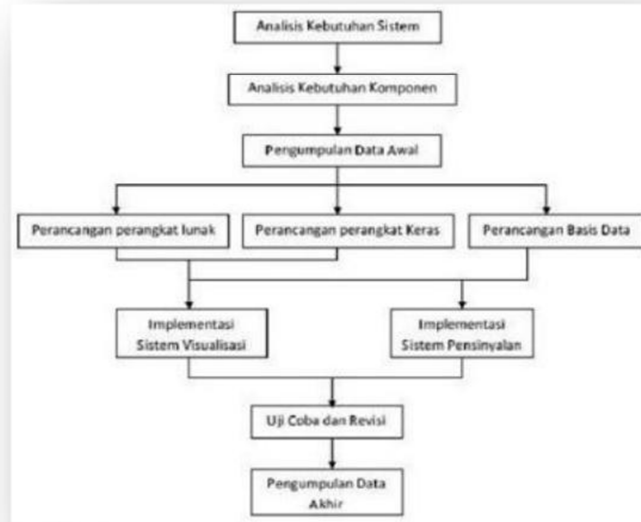 Analisis Kebutuhan Sistem
Analisis Kebutuhan Komponen
Pengumpulan Data Awal
Perancangan perangkat lunak
Perancangan perangkat Keras
Perancangan Basis Data
Implementasi
Sistem Visualisasi
Implementasi
Sistem Pensinyalan
Uji Coba dan Revisi
Pengumpulan Data
Akhir